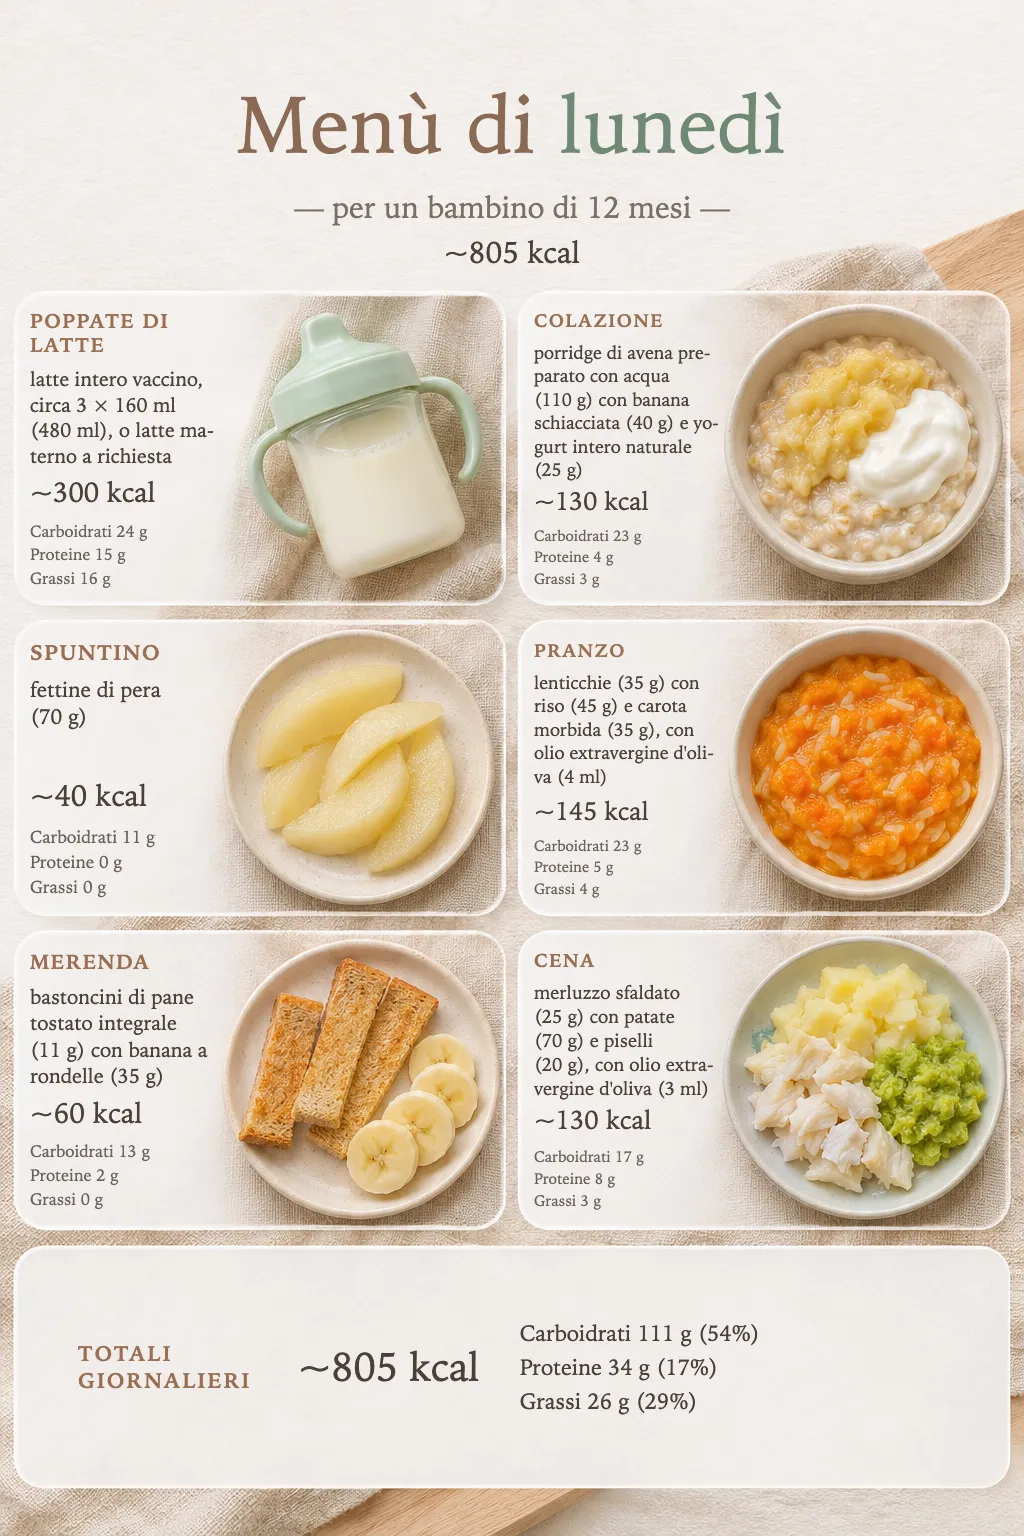 Menù di lunedì
— per un bambino di 12 mesi —
~805 kcal
POPPATE DI
LATTE
latte intero vaccino,
circa 3 × 160 ml
(480 ml), o latte ma-
terno a richiesta
~300 kcal
Carboidrati 24 g
Proteine 15 g
Grassi 16 g
COLAZIONE
porridge di avena pre-
parato con acqua
(110 g) con banana
schiacciata (40 g) e yo-
gurt intero naturale
(25 g)
~130 kcal
Carboidrati 23 g
Proteine 4 g
Grassi 3 g
SPUNTINO
fettine di pera
(70 g)
~40 kcal
Carboidrati 11 g
Proteine 0 g
Grassi 0 g
PRANZO
lenticchie (35 g) con
riso (45 g) e carota
morbida (35 g), con
olio extravergine d'oli-
va (4 ml)
~145 kcal
Carboidrati 23 g
Proteine 5 g
Grassi 4 g
MERENDA
bastoncini di pane
tostato integrale
(11 g) con banana a
rondelle (35 g)
~60 kcal
Carboidrati 13 g
Proteine 2 g
Grassi 0 g
CENA
merluzzo sfaldato
(25 g) con patate
(70 g) e piselli
(20 g), con olio extra-
vergine d'oliva (3 ml)
~130 kcal
Carboidrati 17 g
Proteine 8 g
Grassi 3 g
TOTALI
GIORNALIERI
~805 kcal
Carboidrati 111 g (54%)
Proteine 34 g (17%)
Grassi 26 g (29%)